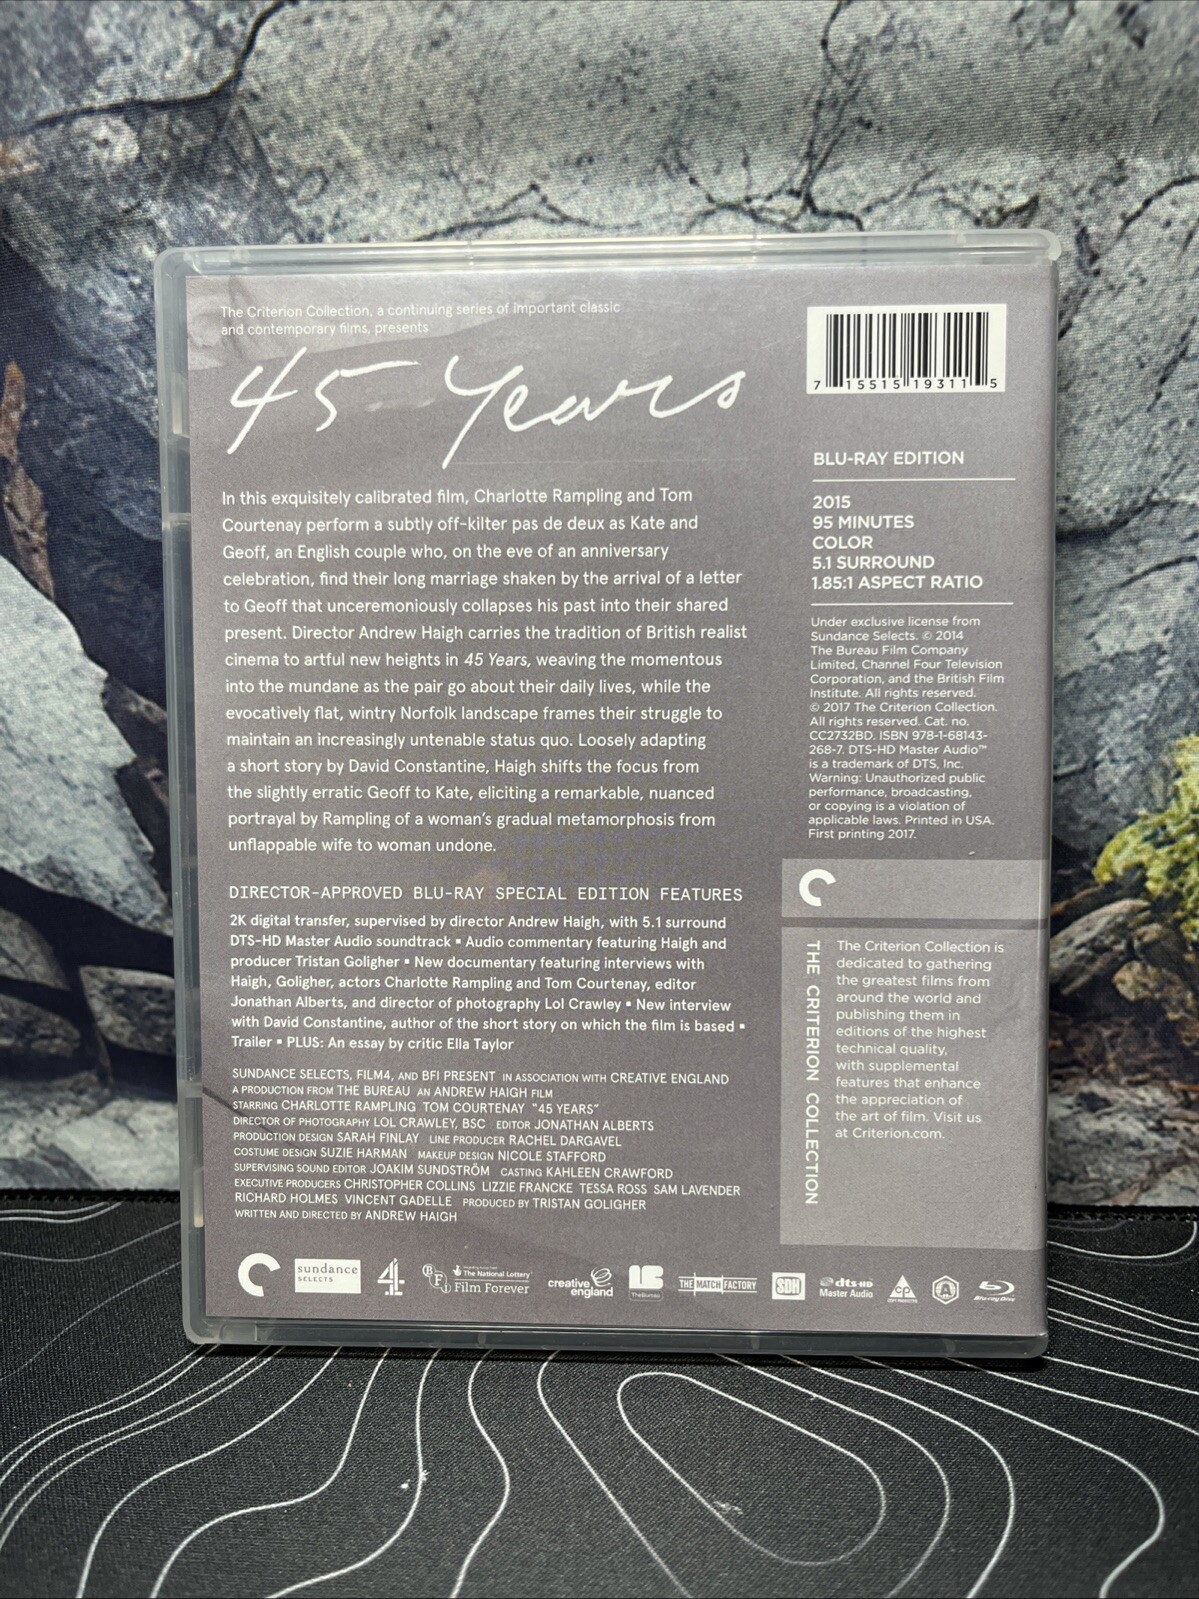 The Criterion Collection, a continuing series of important classic
and contemporary films, presents
45 Years
In this exquisitely calibrated film, Charlotte Rampling and Tom
Courtenay perform a subtly off-kilter pas de deux as Kate and
Geoff, an English couple who, on the eve of an anniversary
celebration, find their long marriage shaken by the arrival of a letter
to Geoff that unceremoniously collapses his past into their shared
present. Director Andrew Haigh carries the tradition of British realist
cinema to artful new heights in 45 Years, weaving the momentous
into the mundane as the pair go about their daily lives, while the
evocatively flat, wintry Norfolk landscape frames their struggle to
maintain an increasingly untenable status quo. Loosely adapting
a short story by David Constantine, Haigh shifts the focus from
the slightly erratic Geoff to Kate, eliciting a remarkable, nuanced
portrayal by Rampling of a woman's gradual metamorphosis from
unflappable wife to woman undone.
DIRECTOR-APPROVED BLU-RAY SPECIAL EDITION FEATURES
2K digital transfer, supervised by director Andrew Haigh, with 5.1 surround
DTS-HD Master Audio soundtrack ▪ Audio commentary featuring Haigh and
producer Tristan Goligher ▪ New documentary featuring interviews with
Haigh, Goligher, actors Charlotte Rampling and Tom Courtenay, editor
Jonathan Alberts, and director of photography Lol Crawley ▪ New interview
with David Constantine, author of the short story on which the film is based ▪
Trailer ▪ PLUS: An essay by critic Ella Taylor
SUNDANCE SELECTS, FILM4, AND BFI PRESENT IN ASSOCIATION WITH CREATIVE ENGLAND
A PRODUCTION FROM THE BUREAU AN ANDREW HAIGH FILM
STARRING CHARLOTTE RAMPLING TOM COURTENAY "45 YEARS"
DIRECTOR OF PHOTOGRAPHY LOL CRAWLEY, BSC EDITOR JONATHAN ALBERTS
PRODUCTION DESIGN SARAH FINLAY LINE PRODUCER RACHEL DARGAVEL
COSTUME DESIGN SUZIE HARMAN MAKEUP DESIGN NICOLE STAFFORD
SUPERVISING SOUND EDITOR JOAKIM SUNDSTRÖM CASTING KAHLEEN CRAWFORD
EXECUTIVE PRODUCERS CHRISTOPHER COLLINS LIZZIE FRANCKE TESSA ROSS SAM LAVENDER
RICHARD HOLMES VINCENT GADELLE PRODUCED BY TRISTAN GOLIGHER
WRITTEN AND DIRECTED BY ANDREW HAIGH
7 15515 19311 5
BLU-RAY EDITION
2015
95 MINUTES
COLOR
5.1 SURROUND
1.85:1 ASPECT RATIO
Under exclusive license from
Sundance Selects. © 2014
The Bureau Film Company
Limited, Channel Four Television
Corporation, and the British Film
Institute. All rights reserved.
© 2017 The Criterion Collection.
All rights reserved. Cat. no.
CC2732BD. ISBN 978-1-68143-
268-7. DTS-HD Master Audio™
is a trademark of DTS, Inc.
Warning: Unauthorized public
performance, broadcasting,
or copying is a violation of
applicable laws. Printed in USA.
First printing 2017.
THE CRITERION COLLECTION
The Criterion Collection is
dedicated to gathering
the greatest films from
around the world and
publishing them in
editions of the highest
technical quality,
with supplemental
features that enhance
the appreciation of
the art of film. Visit us
at Criterion.com.
sundance
SELECTS
4
BFI
The National Lottery
Film Forever
creative
england
TheBureau
THE MATCH FACTORY
SDH
dts-HD
Master Audio
Blu-ray Disc